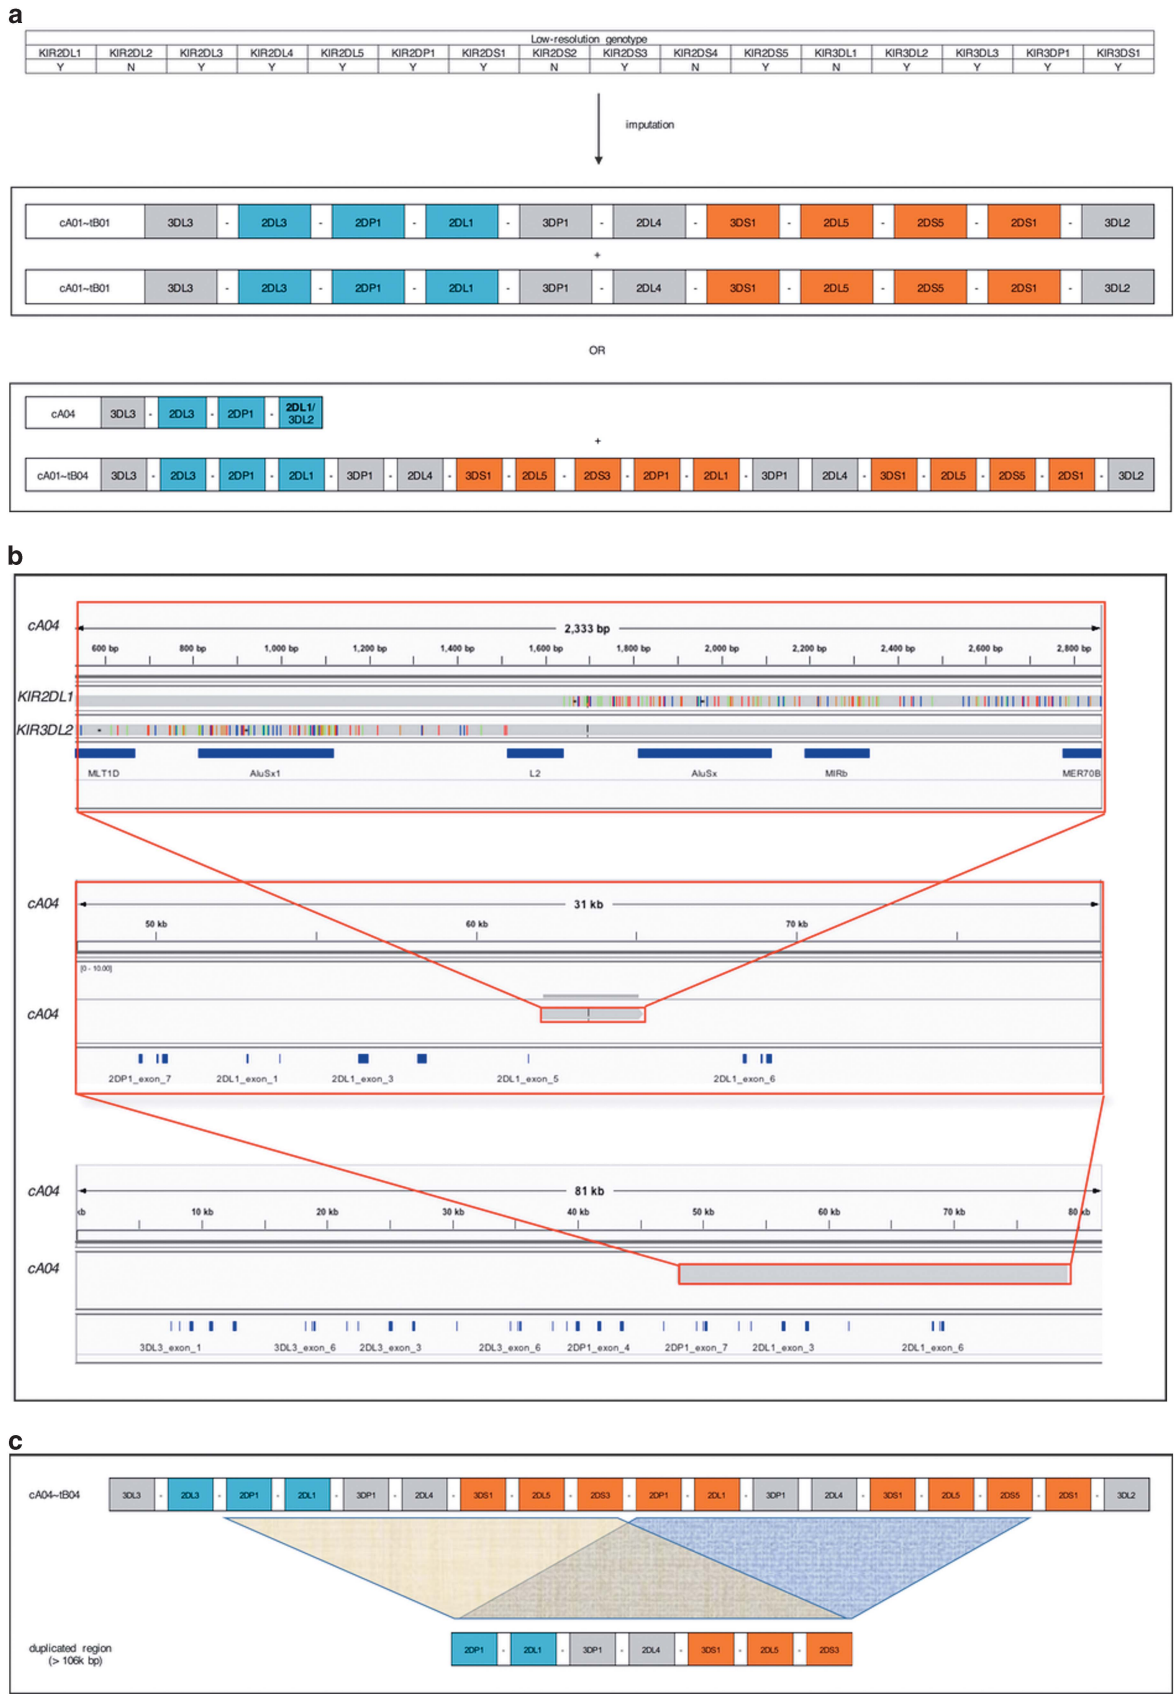 a
Low-resolution genotype
KIR2DL1 KIR2DL2 KIR2DL3 KIR2DL4 KIR2DL5 KIR2DP1 KIR2DS1 KIR2DS2 KIR2DS3 KIR2DS4 KIR2DS5 KIR3DL1 KIR3DL2 KIR3DL3 KIR3DP1 KIR3DS1
Y N Y Y Y Y Y N Y N Y N Y Y Y Y
imputation
cA01~tB01 3DL3 - 2DL3 - 2DP1 - 2DL1 - 3DP1 - 2DL4 - 3DS1 - 2DL5 - 2DS5 - 2DS1 - 3DL2
+
cA01~tB01 3DL3 - 2DL3 - 2DP1 - 2DL1 - 3DP1 - 2DL4 - 3DS1 - 2DL5 - 2DS5 - 2DS1 - 3DL2
OR
cA04 3DL3 - 2DL3 - 2DP1 - 2DL1/
3DL2
+
cA01~tB04 3DL3 - 2DL3 - 2DP1 - 2DL1 - 3DP1 - 2DL4 - 3DS1 - 2DL5 - 2DS3 - 2DP1 - 2DL1 - 3DP1 2DL4 - 3DS1 - 2DL5 - 2DS5 - 2DS1 - 3DL2
b
cA04 2,333 bp
600 bp 800 bp 1,000 bp 1,200 bp 1,400 bp 1,600 bp 1,800 bp 2,000 bp 2,200 bp 2,400 bp 2,600 bp 2,800 bp
KIR2DL1
KIR3DL2
MLT1D AluSx1 L2 AluSx MIRb MER70B
cA04 31 kb
50 kb 60 kb 70 kb
[0 - 10.00]
cA04
2DP1_exon_7 2DL1_exon_1 2DL1_exon_3 2DL1_exon_5 2DL1_exon_6
cA04 81 kb
kb 10 kb 20 kb 30 kb 40 kb 50 kb 60 kb 70 kb 80 kb
cA04
3DL3_exon_1 3DL3_exon_6 2DL3_exon_3 2DL3_exon_6 2DP1_exon_4 2DP1_exon_7 2DL1_exon_3 2DL1_exon_6
c
cA04~tB04 3DL3 - 2DL3 - 2DP1 - 2DL1 - 3DP1 - 2DL4 - 3DS1 - 2DL5 - 2DS3 - 2DP1 - 2DL1 - 3DP1 2DL4 - 3DS1 - 2DL5 - 2DS5 - 2DS1 - 3DL2
duplicated region
(> 106k bp)
2DP1 - 2DL1 - 3DP1 - 2DL4 - 3DS1 - 2DL5 - 2DS3